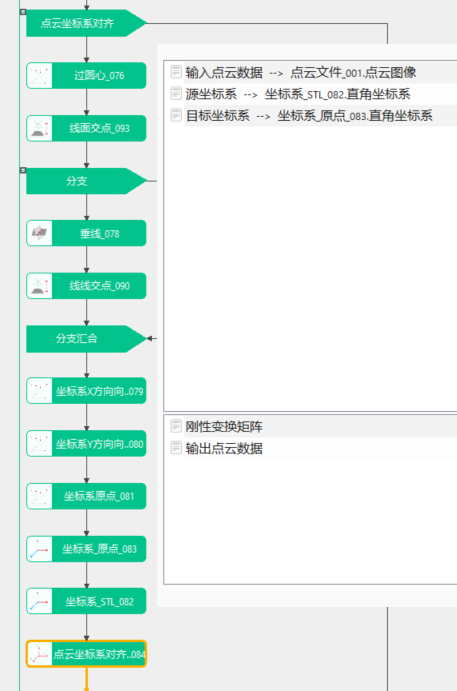 点云坐标系对齐
过圆心_076
线面交点_093
分支
垂线_078
线线交点_090
分支汇合
坐标系X方向向..079
坐标系Y方向向..080
坐标系原点_081
坐标系_原点_083
坐标系_STL_082
点云坐标系对齐..084
输入点云数据 --> 点云文件_001.点云图像
源坐标系 --> 坐标系_STL_082.直角坐标系
目标坐标系 --> 坐标系_原点_083.直角坐标系
刚性变换矩阵
输出点云数据